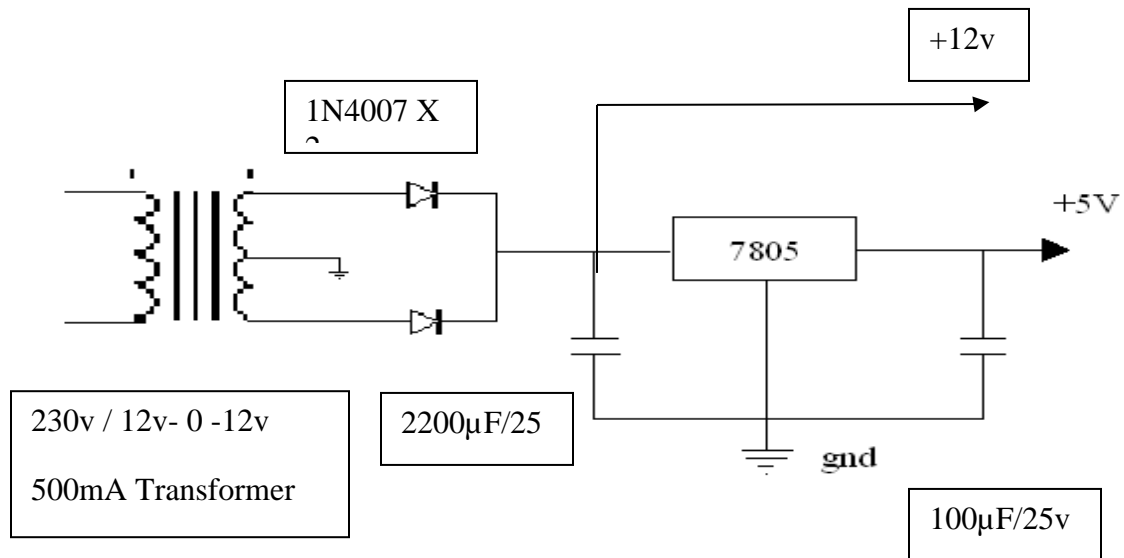 +12v
1N4007 X
+5V
7805
230v / 12v- 0 -12v
500mA Transformer
2200µF/25
gnd
100µF/25v